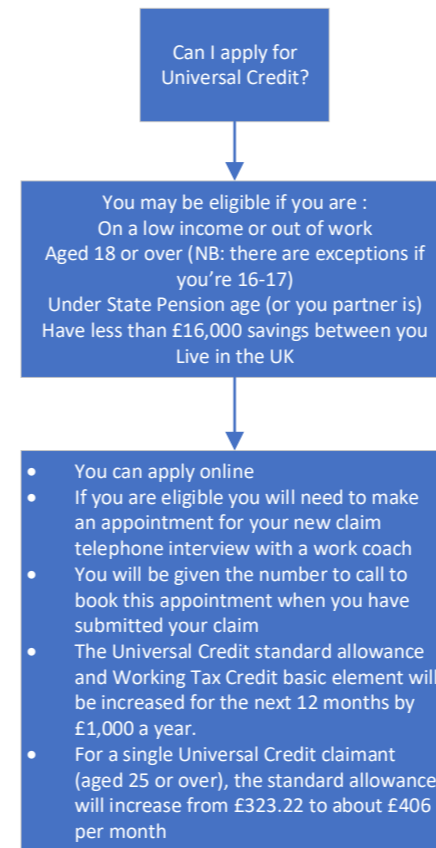 Can I apply for
Universal Credit?
You may be eligible if you are :
On a low income or out of work
Aged 18 or over (NB: there are exceptions if
you’re 16-17)
Under State Pension age (or you partner is)
Have less than £16,000 savings between you
Live in the UK
• You can apply online
• If you are eligible you will need to make
an appointment for your new claim
telephone interview with a work coach
• You will be given the number to call to
book this appointment when you have
submitted your claim
• The Universal Credit standard allowance
and Working Tax Credit basic element will
be increased for the next 12 months by
£1,000 a year.
• For a single Universal Credit claimant
(aged 25 or over), the standard allowance
will increase from £323.22 to about £406
per month